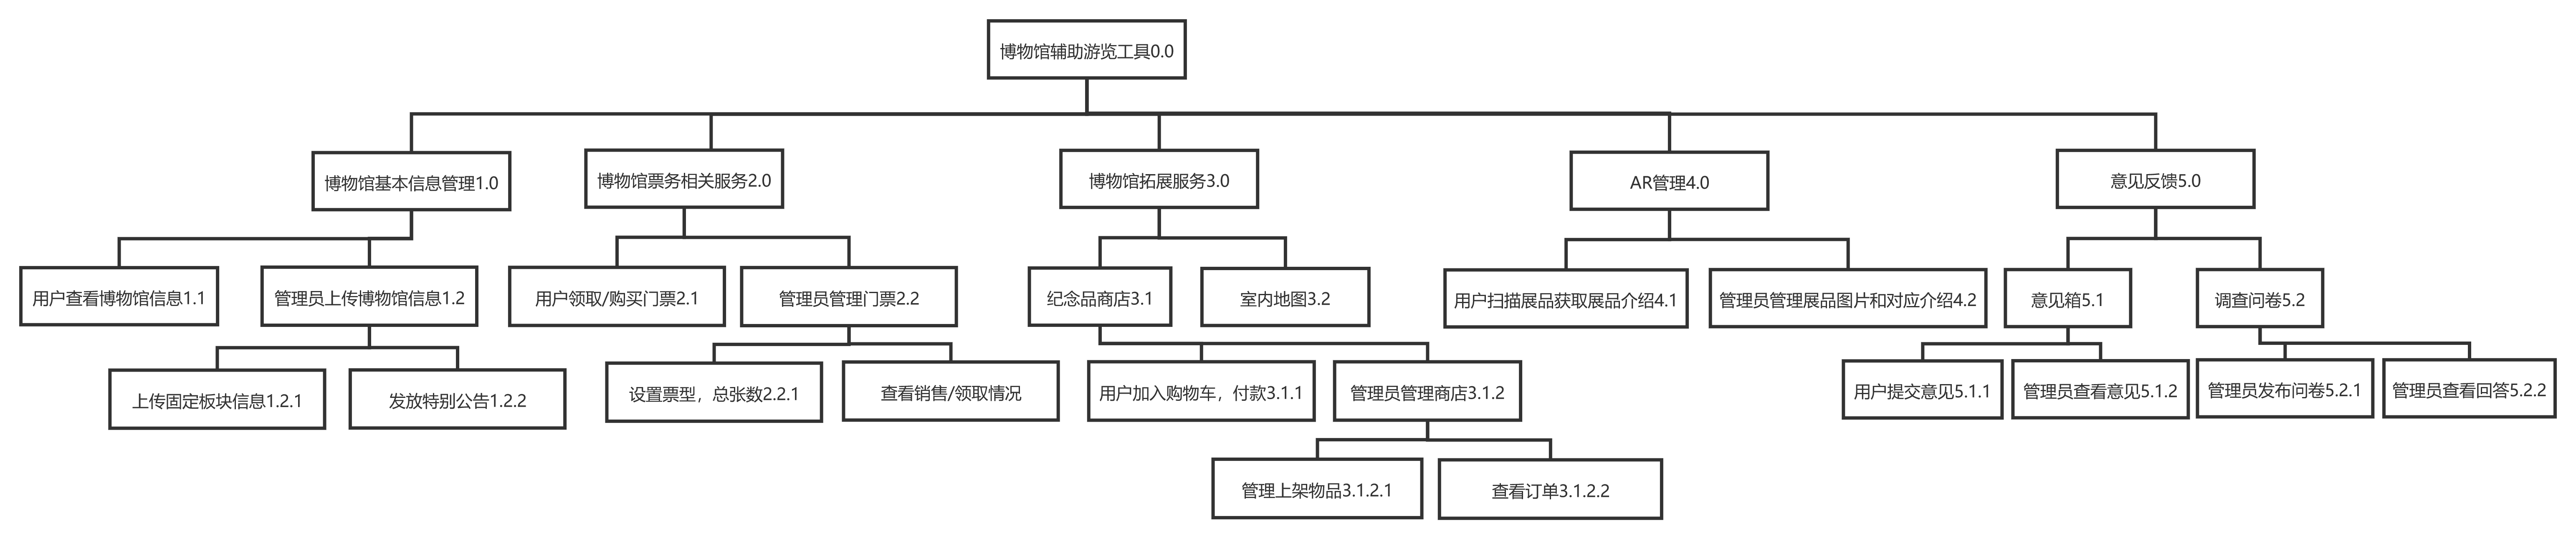 博物馆辅助游览工具0.0
博物馆基本信息管理1.0
博物馆票务相关服务2.0
博物馆拓展服务3.0
AR管理4.0
意见反馈5.0
用户查看博物馆信息1.1
管理员上传博物馆信息1.2
用户领取/购买门票2.1
管理员管理门票2.2
纪念品商店3.1
室内地图3.2
用户扫描展品获取展品介绍4.1
管理员管理展品图片和对应介绍4.2
意见箱5.1
调查问卷5.2
上传固定板块信息1.2.1
发放特别公告1.2.2
设置票型，总张数2.2.1
查看销售/领取情况
用户加入购物车，付款3.1.1
管理员管理商店3.1.2
用户提交意见5.1.1
管理员查看意见5.1.2
管理员发布问卷5.2.1
管理员查看回答5.2.2
管理上架物品3.1.2.1
查看订单3.1.2.2